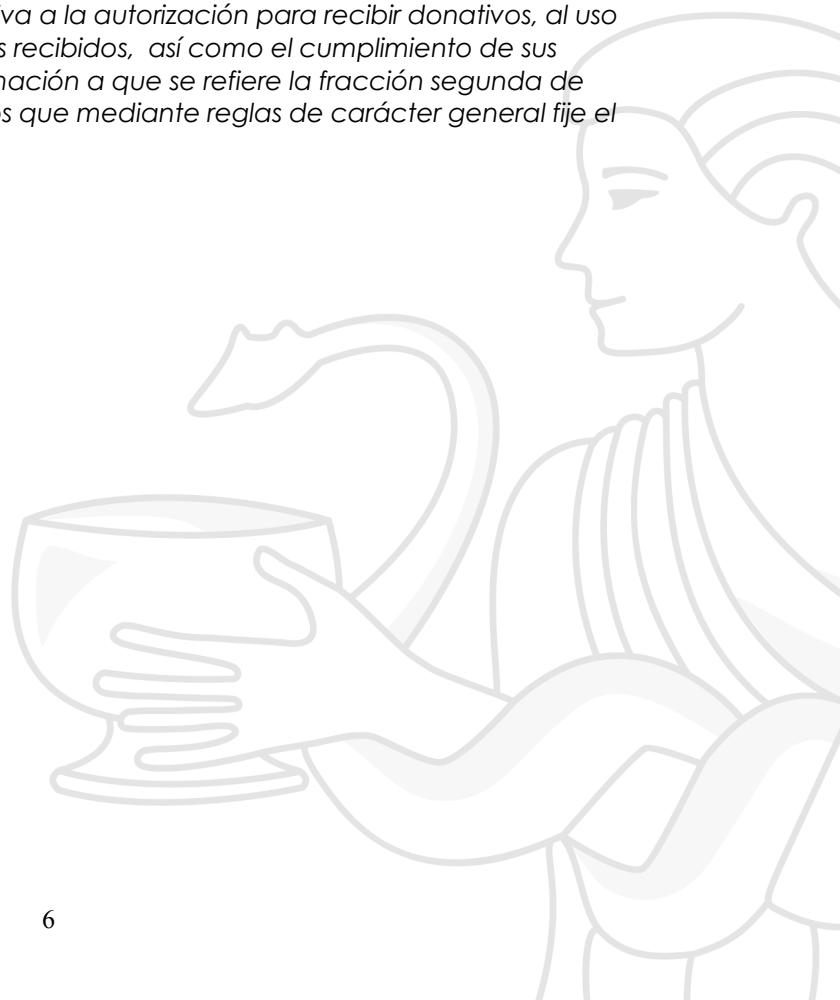 va a la autorización para recibir donativos, al uso
s recibidos, así como el cumplimiento de sus
nación a que se refiere la fracción segunda de
os que mediante reglas de carácter general fije el
6